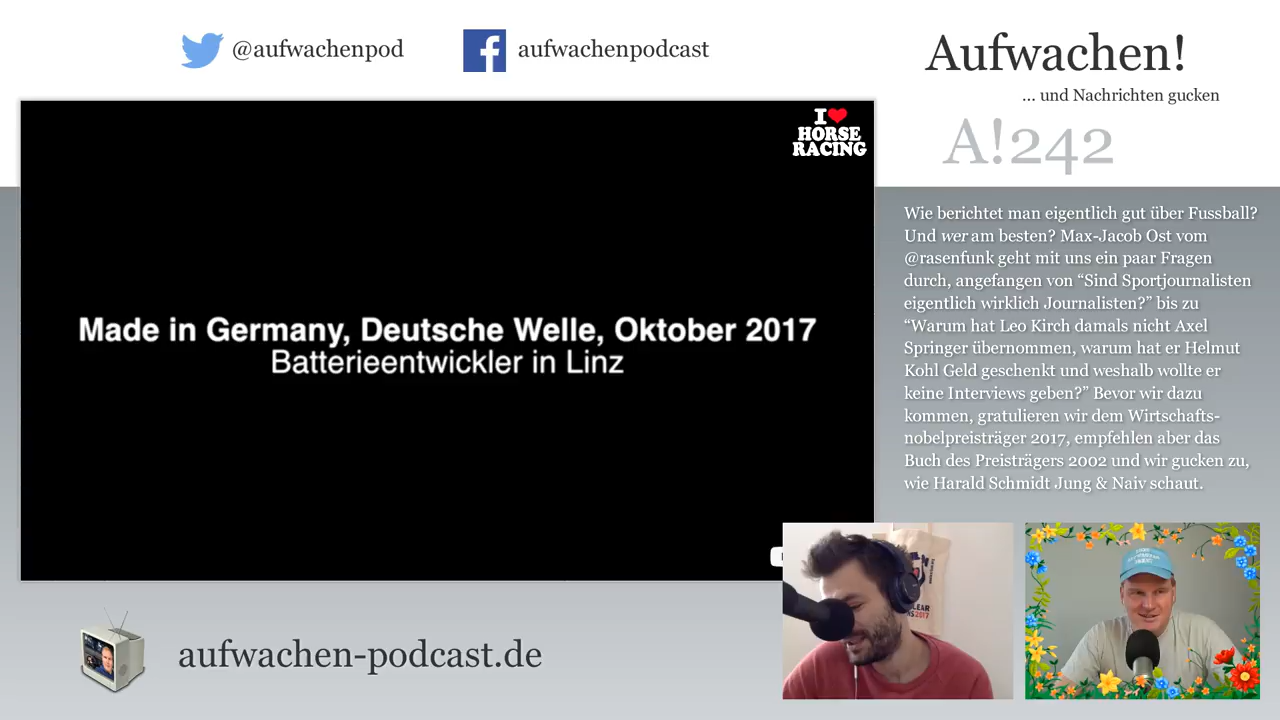 @aufwachenpod
aufwachenpodcast
Aufwachen!
... und Nachrichten gucken
A!242
I
HORSE
RACING
Made in Germany, Deutsche Welle, Oktober 2017
Batterieentwickler in Linz
Wie berichtet man eigentlich gut über Fussball?
Und wer am besten? Max-Jacob Ost vom
@rasenfunk geht mit uns ein paar Fragen
durch, angefangen von “Sind Sportjournalisten
eigentlich wirklich Journalisten?” bis zu
“Warum hat Leo Kirch damals nicht Axel
Springer übernommen, warum hat er Helmut
Kohl Geld geschenkt und weshalb wollte er
keine Interviews geben?” Bevor wir dazu
kommen, gratulieren wir dem Wirtschafts-
nobelpreisträger 2017, empfehlen aber das
Buch des Preisträgers 2002 und wir gucken zu,
wie Harald Schmidt Jung & Naiv schaut.
aufwachen-podcast.de